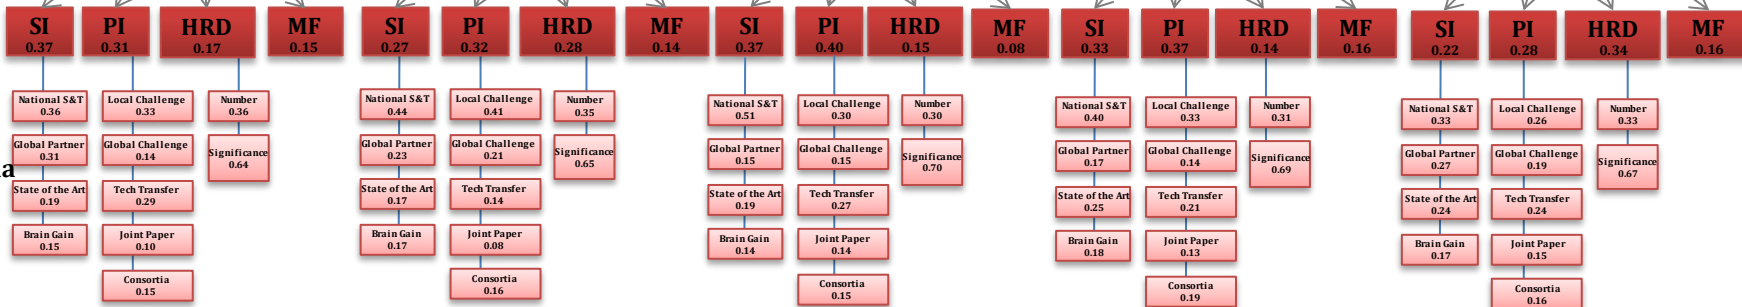 SI
0.37
PI
0.31
HRD
0.17
MF
0.15
National S&T
0.36
Global Partner
0.31
State of the Art
0.19
Brain Gain
0.15
Local Challenge
0.33
Global Challenge
0.14
Tech Transfer
0.29
Joint Paper
0.10
Consortia
0.15
Number
0.36
Significance
0.64
a
SI
0.27
PI
0.32
HRD
0.28
MF
0.14
National S&T
0.44
Global Partner
0.23
State of the Art
0.17
Brain Gain
0.17
Local Challenge
0.41
Global Challenge
0.21
Tech Transfer
0.14
Joint Paper
0.08
Consortia
0.16
Number
0.35
Significance
0.65
SI
0.37
PI
0.40
HRD
0.15
MF
0.08
National S&T
0.51
Global Partner
0.15
State of the Art
0.19
Brain Gain
0.14
Local Challenge
0.30
Global Challenge
0.15
Tech Transfer
0.27
Joint Paper
0.14
Consortia
0.15
Number
0.30
Significance
0.70
SI
0.33
PI
0.37
HRD
0.14
MF
0.16
National S&T
0.40
Global Partner
0.17
State of the Art
0.25
Brain Gain
0.18
Local Challenge
0.33
Global Challenge
0.14
Tech Transfer
0.21
Joint Paper
0.13
Consortia
0.19
Number
0.31
Significance
0.69
SI
0.22
PI
0.28
HRD
0.34
MF
0.16
National S&T
0.33
Global Partner
0.27
State of the Art
0.24
Brain Gain
0.17
Local Challenge
0.26
Global Challenge
0.19
Tech Transfer
0.24
Joint Paper
0.15
Consortia
0.16
Number
0.33
Significance
0.67